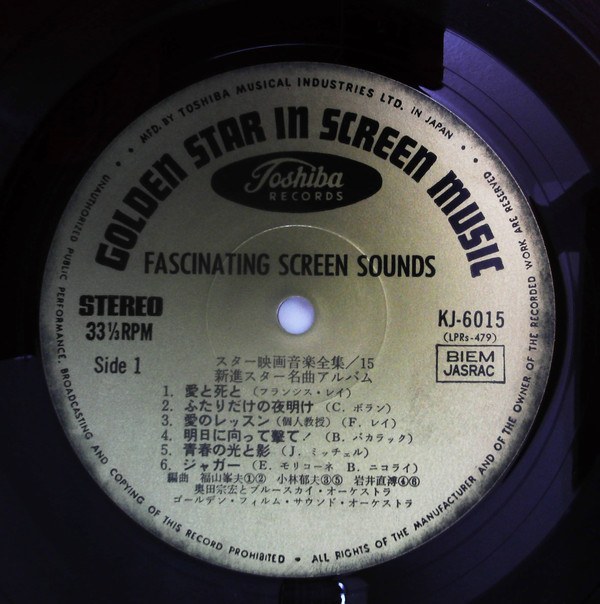 MFD. BY TOSHIBA MUSICAL INDUSTRIES LTD. IN JAPAN
GOLDEN STAR IN SCREEN MUSIC
Toshiba
RECORDS
FASCINATING SCREEN SOUNDS
STEREO
33 1/3 RPM
KJ-6015
(LPRs-479)
Side 1
BIEM
JASRAC
スター映画音楽全集/15
新進スター名曲アルバム
1. 愛と死と (フランシス・レイ)
2. ふたりだけの夜明け (C. ボラン)
3. 愛のレッスン (個人教授) (F. レイ)
4. 明日に向って撃て! (B. バカラック)
5. 青春の光と影 (J. ミッチェル)
6. ジャガー (E. モリコーネ B. ニコライ)
編曲 福山峯夫①② 小林郁夫③⑤ 岩井直溥④⑥
奥田宗宏とブルースカイ・オーケストラ
ゴールデン・フィルム・サウンド・オーケストラ
UNAUTHORIZED PUBLIC PERFORMANCE, BROADCASTING AND COPYING OF THIS RECORD PROHIBITED • ALL RIGHTS OF THE MANUFACTURER AND OF THE OWNER OF THE RECORDED WORK ARE RESERVED